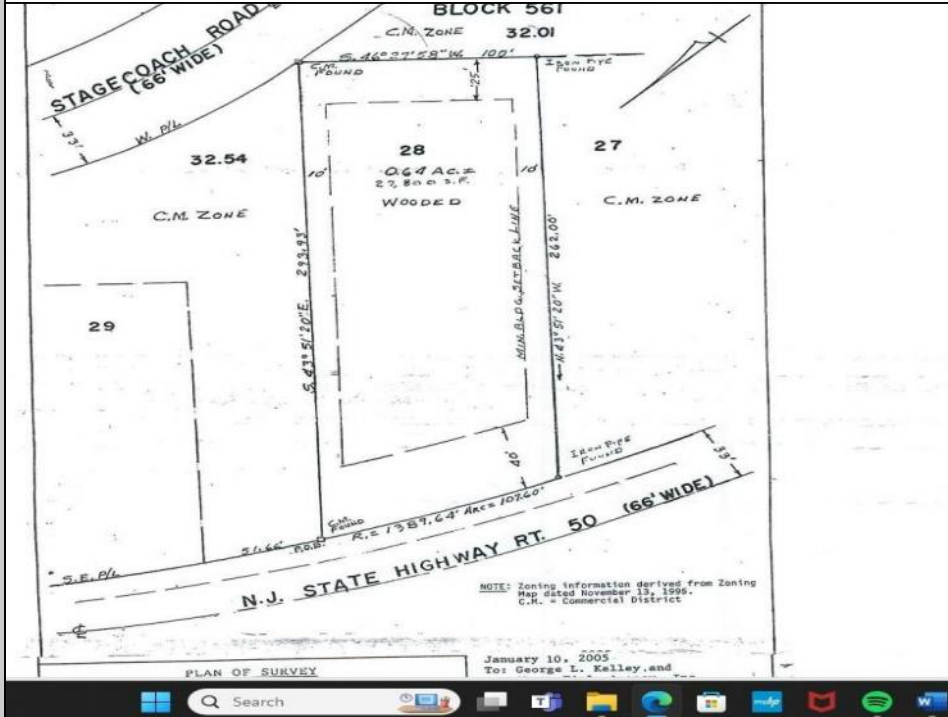 BLOCK 561
C.M. ZONE 32.01
STAGECOACH ROAD
(66' WIDE)
S. 46° 27' 58" W. 100'
C.M. FOUND
IRON PIPE FOUND
25'
33'
W. P/L
32.54
C.M. ZONE
10'
28
0.64 Ac.±
27,800 S.F.
WOODED
10'
27
C.M. ZONE
S. 43° 51' 20" E. 293.93'
MIN. BLDG. SETBACK LINE
N. 43° 51' 20" W. 262.00'
29
40'
IRON PIPE FOUND
33'
C.M. FOUND
S.E. P/L
51.66'
P.O.B.
R. = 1389.64' ARC = 107.60'
N.J. STATE HIGHWAY RT. 50 (66' WIDE)
NOTE: Zoning information derived from Zoning
Map dated November 13, 1995.
C.M. = Commercial District
PLAN OF SURVEY
January 10, 2005
To: George L. Kelley, and
Search